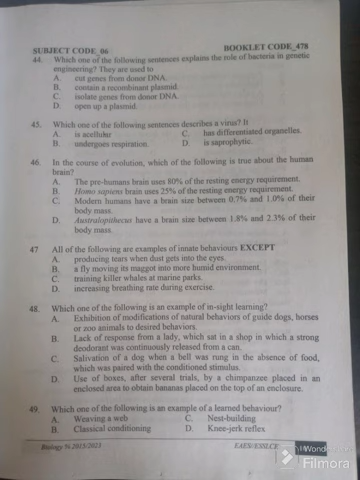 SUBJECT CODE_06 BOOKLET CODE_478
44. Which one of the following sentences explains the role of bacteria in genetic
engineering? They are used to
A. cut genes from donor DNA.
B. contain a recombinant plasmid.
C. isolate genes from donor DNA.
D. open up a plasmid.
45. Which one of the following sentences describes a virus? It
A. is acellular C. has differentiated organelles.
B. undergoes respiration. D. is saprophytic.
46. In the course of evolution, which of the following is true about the human
brain?
A. The pre-humans brain uses 80% of the resting energy requirement.
B. Homo sapiens brain uses 25% of the resting energy requirement.
C. Modern humans have a brain size between 0.7% and 1.0% of their
body mass.
D. Australopithecus have a brain size between 1.8% and 2.3% of their
body mass.
47 All of the following are examples of innate behaviours EXCEPT
A. producing tears when dust gets into the eyes.
B. a fly moving its maggot into more humid environment.
C. training killer whales at marine parks.
D. increasing breathing rate during exercise.
48. Which one of the following is an example of in-sight learning?
A. Exhibition of modifications of natural behaviors of guide dogs, horses
or zoo animals to desired behaviors.
B. Lack of response from a lady, which sat in a shop in which a strong
deodorant was continuously released from a can.
C. Salivation of a dog when a bell was rung in the absence of food,
which was paired with the conditioned stimulus.
D. Use of boxes, after several trials, by a chimpanzee placed in an
enclosed area to obtain bananas placed on the top of an enclosure.
49. Which one of the following is an example of a learned behaviour?
A. Weaving a web C. Nest-building
B. Classical conditioning D. Knee-jerk reflex
Biology % 2015/2023 EAES/ESSLCE
Wondershare
Filmora